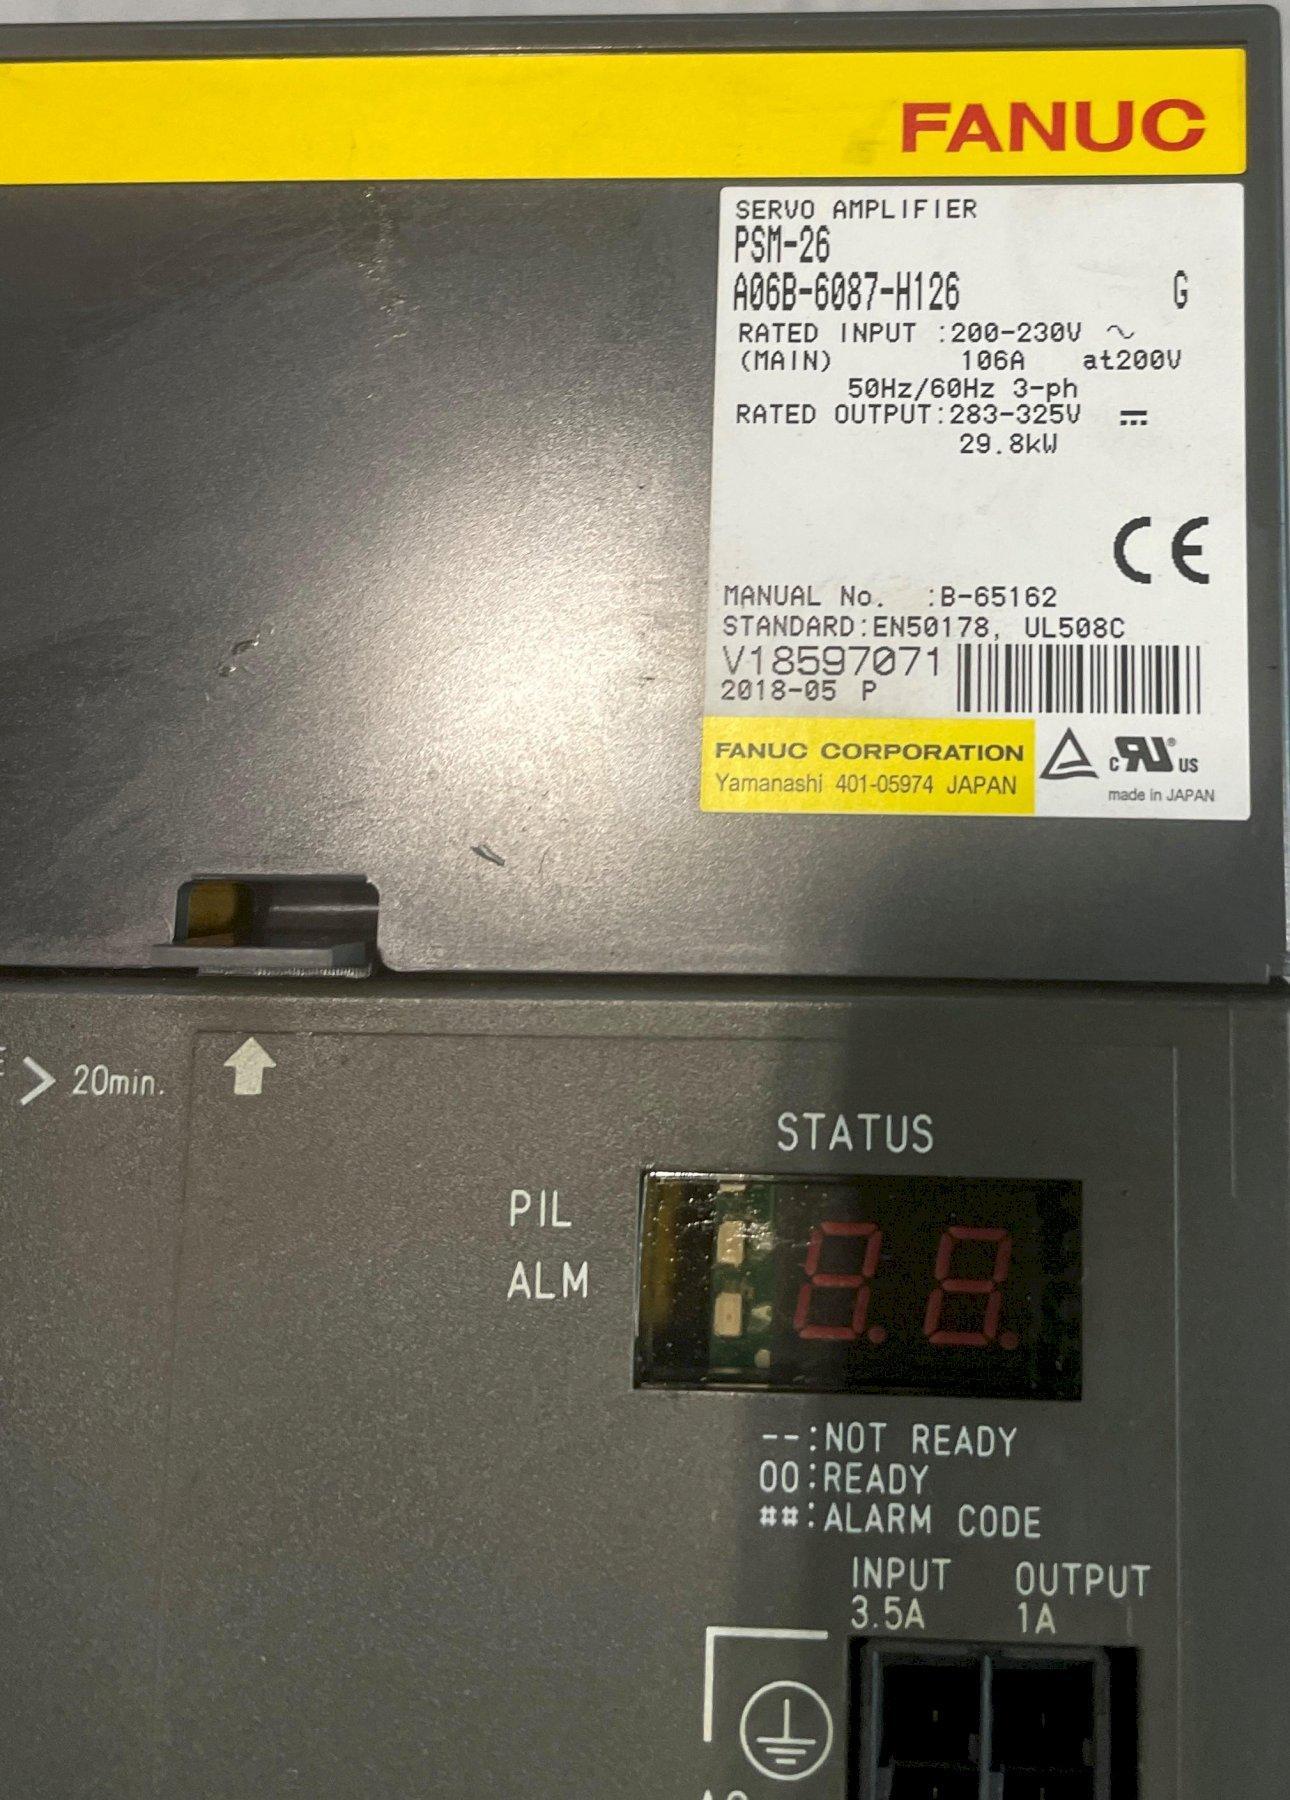 FANUC
SERVO AMPLIFIER
PSM-26
A06B-6087-H126 G
RATED INPUT :200-230V
(MAIN) 106A at200V
50Hz/60Hz 3-ph
RATED OUTPUT:283-325V
29.8kW
CE
MANUAL No. :B-65162
STANDARD:EN50178, UL508C
V18597071
2018-05 P
FANUC CORPORATION
Yamanashi 401-05974 JAPAN
c RU ® US
made in JAPAN
> 20min.
STATUS
PIL
ALM
8.8.
--:NOT READY
00:READY
##:ALARM CODE
INPUT OUTPUT
3.5A 1A